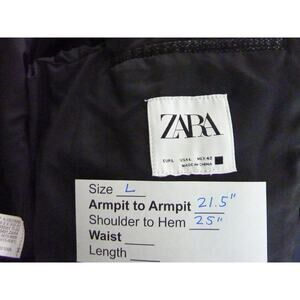 ZARA
EUR L USA L MEX 42
MADE IN CHINA
Size L
Armpit to Armpit 21.5"
Shoulder to Hem 25"
Waist
Length